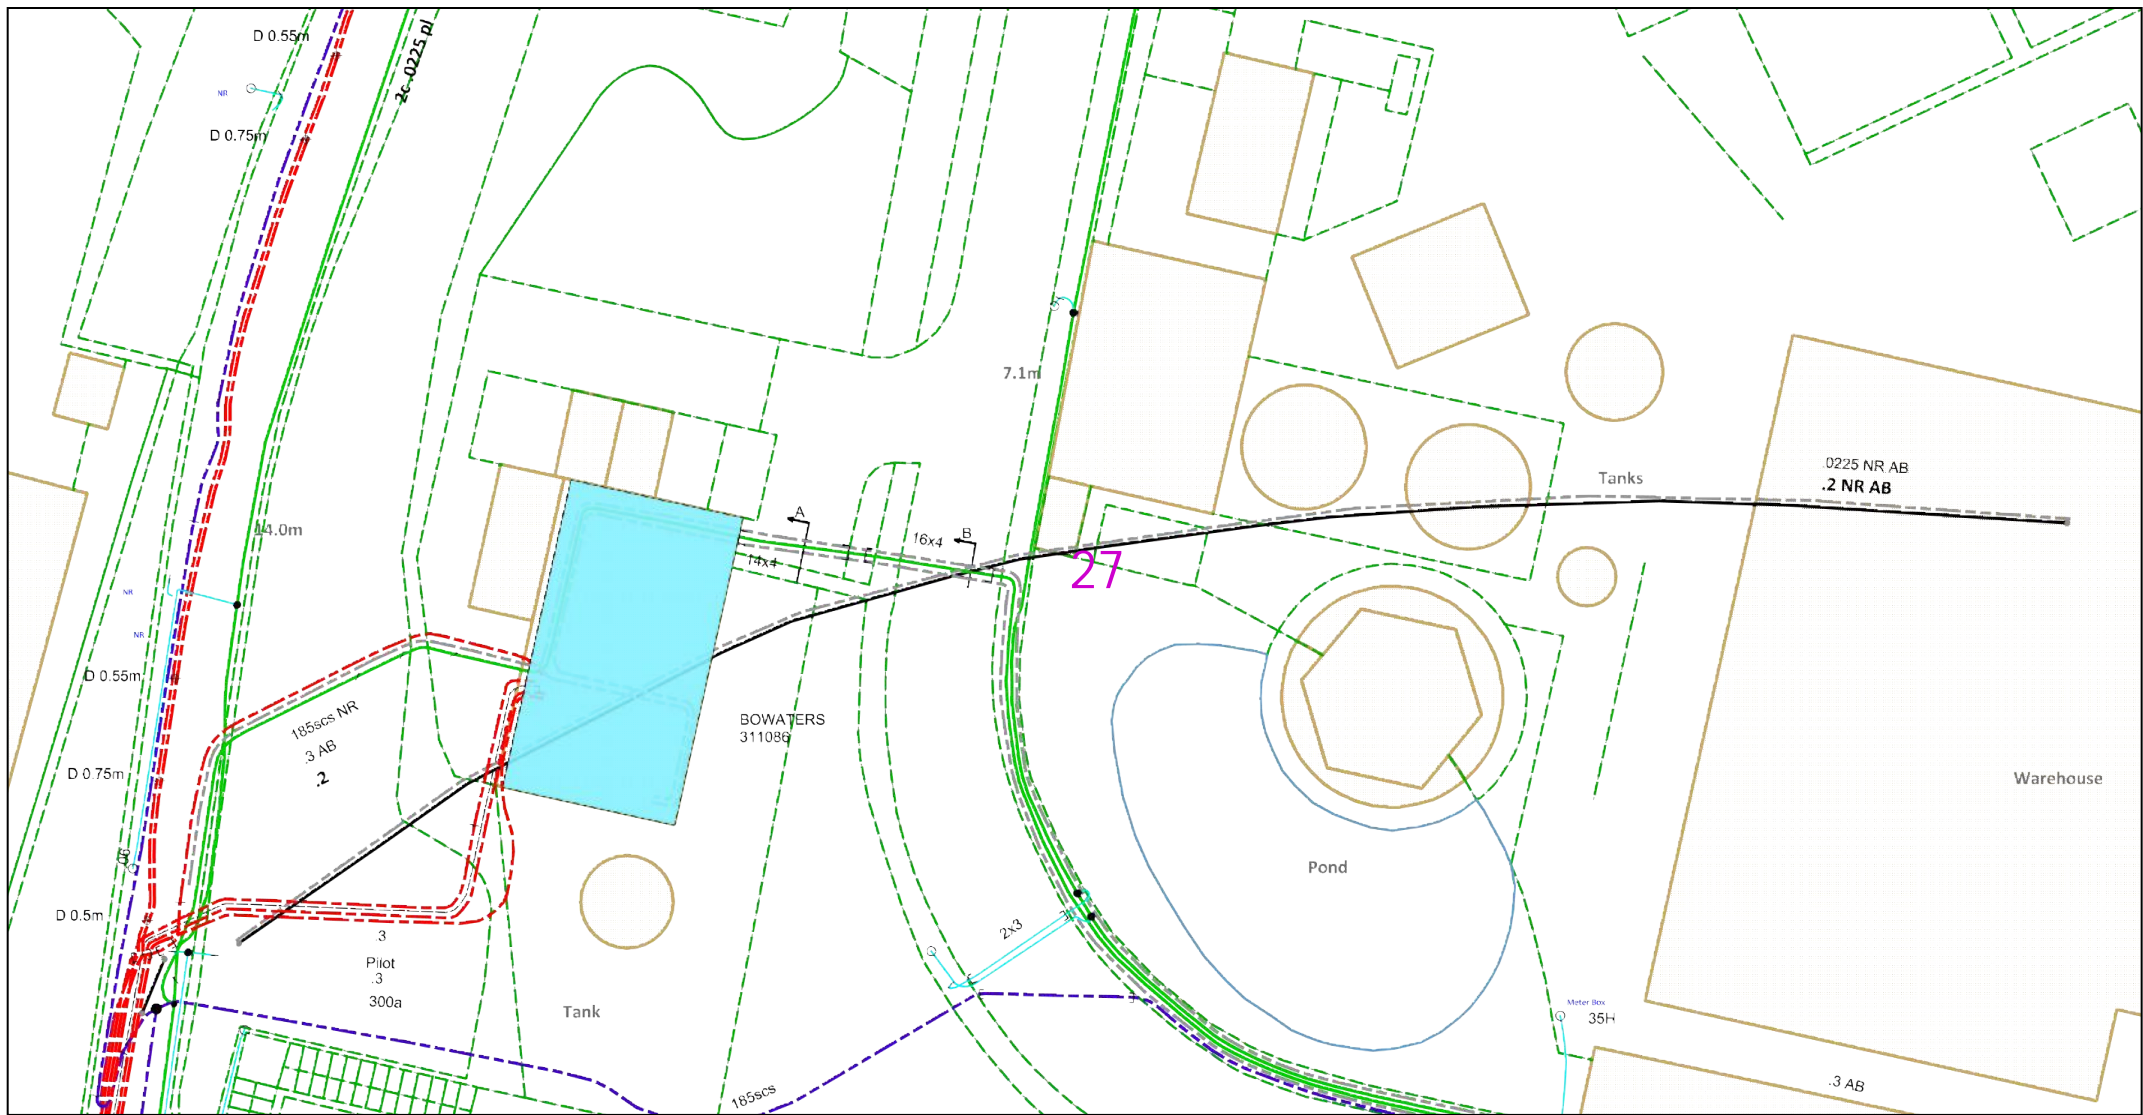 D 0.55m
2c .0225 pl
NR
D 0.75m
7.1m
.0225 NR AB
.2 NR AB
Tanks
14.0m
A
16x4
B
14x4
27
NR
NR
D 0.55m
185scs NR
.3 AB
.2
BOWATERS
311086
D 0.75m
Warehouse
Pond
D 0.5m
2x3
.3
Pilot
.3
300a
Tank
Meter Box
35H
185scs
.3 AB